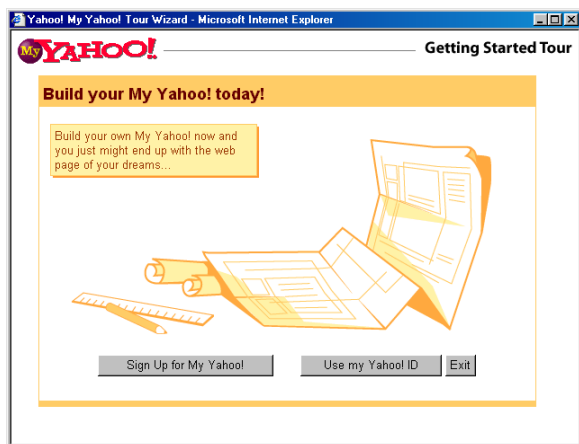 Yahoo! My Yahoo! Tour Wizard - Microsoft Internet Explorer
My YAHOO!
Getting Started Tour
Build your My Yahoo! today!
Build your own My Yahoo! now and
you just might end up with the web
page of your dreams...
Sign Up for My Yahoo!
Use my Yahoo! ID
Exit